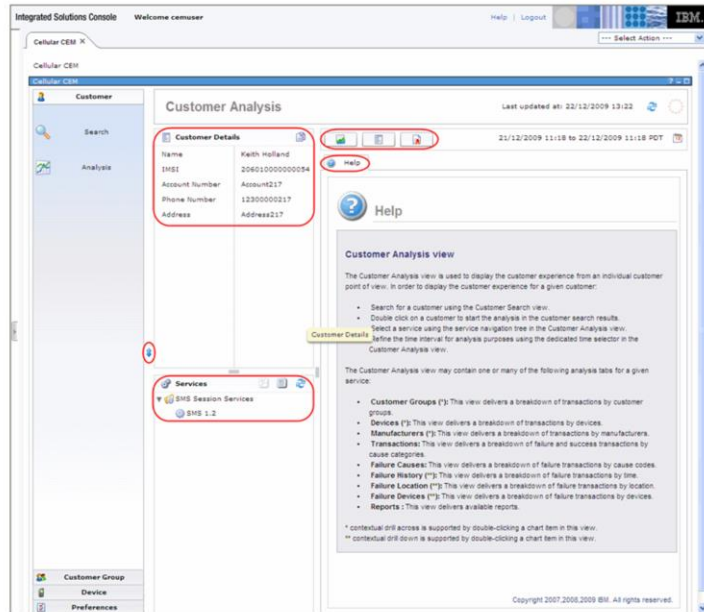 Integrated Solutions Console Welcome cemuser Help | Logout IBM.
Cellular CEM X --- Select Action ---
Cellular CEM
Cellular CEM
Customer
Search
Analysis
Customer Analysis Last updated at: 22/12/2009 13:22
Customer Details
Name Keith Holland
IMSI 206010000000054
Account Number Account217
Phone Number 12300000217
Address Address217
21/12/2009 11:18 to 22/12/2009 11:18 PDT
Help
Help
Customer Analysis view
The Customer Analysis view is used to display the customer experience from an individual customer
point of view. In order to display the customer experience for a given customer:
Search for a customer using the Customer Search view.
Double click on a customer to start the analysis in the customer search results.
Select a service using the service navigation tree in the Customer Analysis view.
Customer Details
Refine the time interval for analysis purposes using the dedicated time selector in the
Customer Analysis view.
The Customer Analysis view may contain one or many of the following analysis tabs for a given
service:
Customer Groups (*): This view delivers a breakdown of transactions by customer
groups.
Devices (*): This view delivers a breakdown of transactions by devices.
Manufacturers (*): This view delivers a breakdown of transactions by manufacturers.
Transactions: This view delivers a breakdown of failure and success transactions by
cause categories.
Failure Causes: This view delivers a breakdown of failure transactions by cause codes.
Failure History (**): This view delivers a breakdown of failure transactions by time.
Failure Location (**): This view delivers a breakdown of failure transactions by location.
Failure Devices (**): This view delivers a breakdown of failure transactions by devices.
Reports : This view delivers available reports.
* contextual drill across is supported by double-clicking a chart item in this view.
** contextual drill down is supported by double-clicking a chart item in this view.
Services
SMS Session
Services
SMS 1.2
Customer Group
Device
Preferences
Copyright 2007,2008,2009 IBM. All rights reserved.